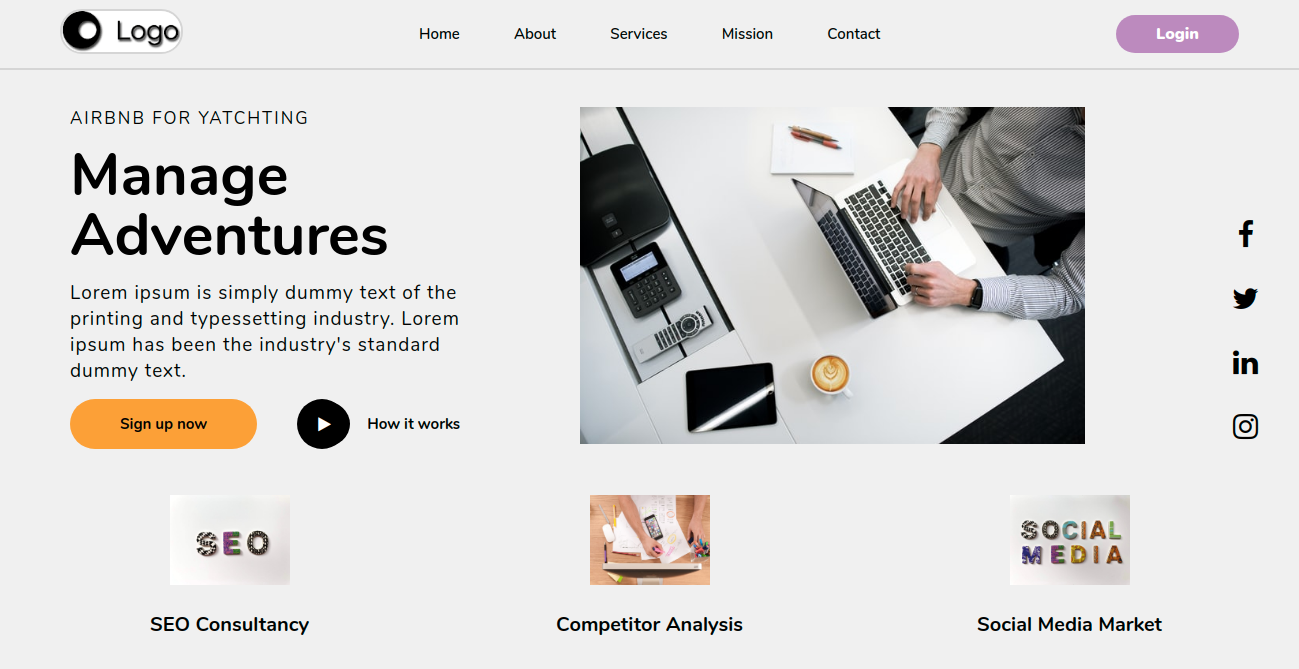 Logo
Home
About
Services
Mission
Contact
Login
AIRBNB FOR YATCHTING
Manage
Adventures
Lorem ipsum is simply dummy text of the
printing and typessetting industry. Lorem
ipsum has been the industry's standard
dummy text.
Sign up now
How it works
SEO
SOCIAL
MEDIA
SEO Consultancy
Competitor Analysis
Social Media Market